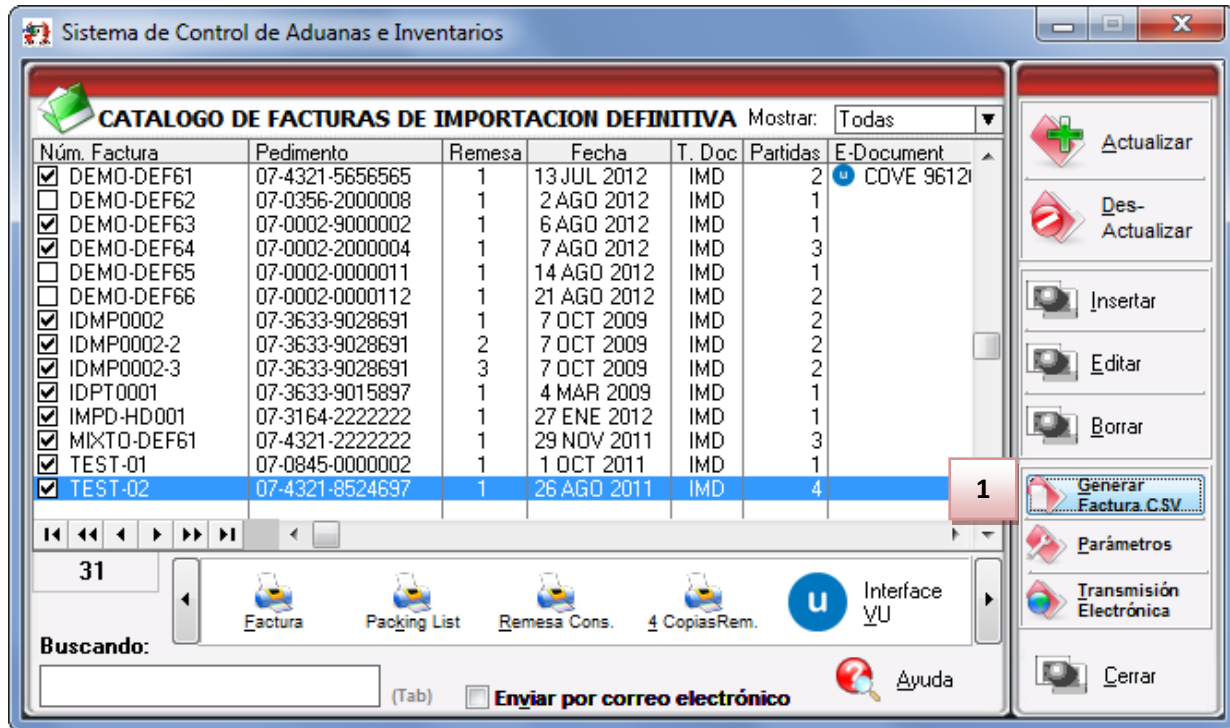 Sistema de Control de Aduanas e Inventarios
X
CATALOGO DE FACTURAS DE IMPORTACION DEFINITIVA Mostrar: Todas
Núm. Factura Pedimento Remesa Fecha T. Doc Partidas E-Document
DEMO-DEF61 07-4321-5656565 1 13 JUL 2012 IMD 2 u COVE 9612
DEMO-DEF62 07-0356-2000008 1 2 AGO 2012 IMD 1
DEMO-DEF63 07-0002-9000002 1 6 AGO 2012 IMD 1
DEMO-DEF64 07-0002-2000004 1 7 AGO 2012 IMD 3
DEMO-DEF65 07-0002-0000011 1 14 AGO 2012 IMD 1
DEMO-DEF66 07-0002-0000112 1 21 AGO 2012 IMD 2
IDMP0002 07-3633-9028691 1 7 OCT 2009 IMD 2
IDMP0002-2 07-3633-9028691 2 7 OCT 2009 IMD 2
IDMP0002-3 07-3633-9028691 3 7 OCT 2009 IMD 2
IDPT0001 07-3633-9015897 1 4 MAR 2009 IMD 1
IMPD-HD001 07-3164-2222222 1 27 ENE 2012 IMD 1
MIXTO-DEF61 07-4321-2222222 1 29 NOV 2011 IMD 3
TEST-01 07-0845-0000002 1 1 OCT 2011 IMD 1
TEST-02 07-4321-8524697 1 26 AGO 2011 IMD 4
31
Factura
Packing List
Remesa Cons.
4 CopiasRem.
u
Interface
VU
Buscando:
(Tab)
Enviar por correo electrónico
Ayuda
Actualizar
Des-
Actualizar
Insertar
Editar
Borrar
1
Generar
Factura.CSV
Parámetros
Transmisión
Electrónica
Cerrar